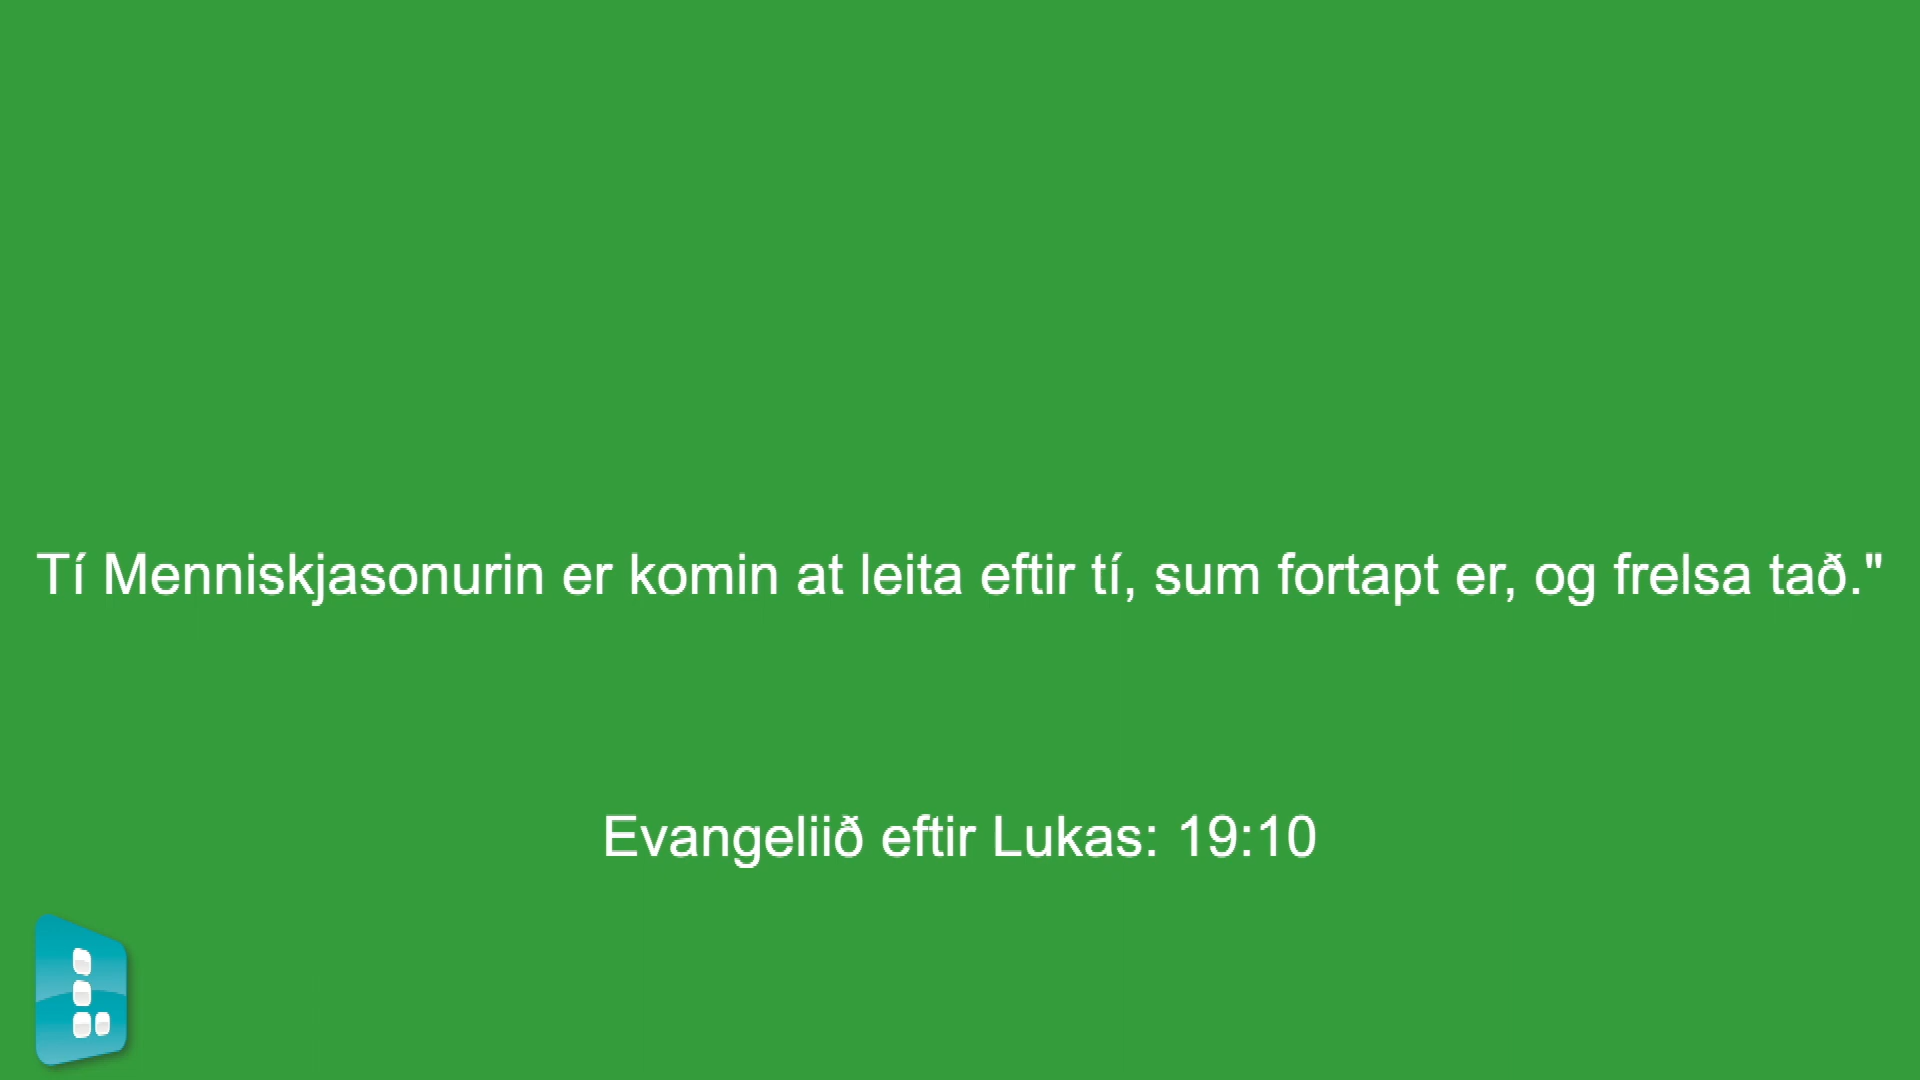 Tí Menniskjasonurin er komin at leita eftir tí, sum fortapt er, og frelsa tað."
Evangeliið eftir Lukas: 19:10